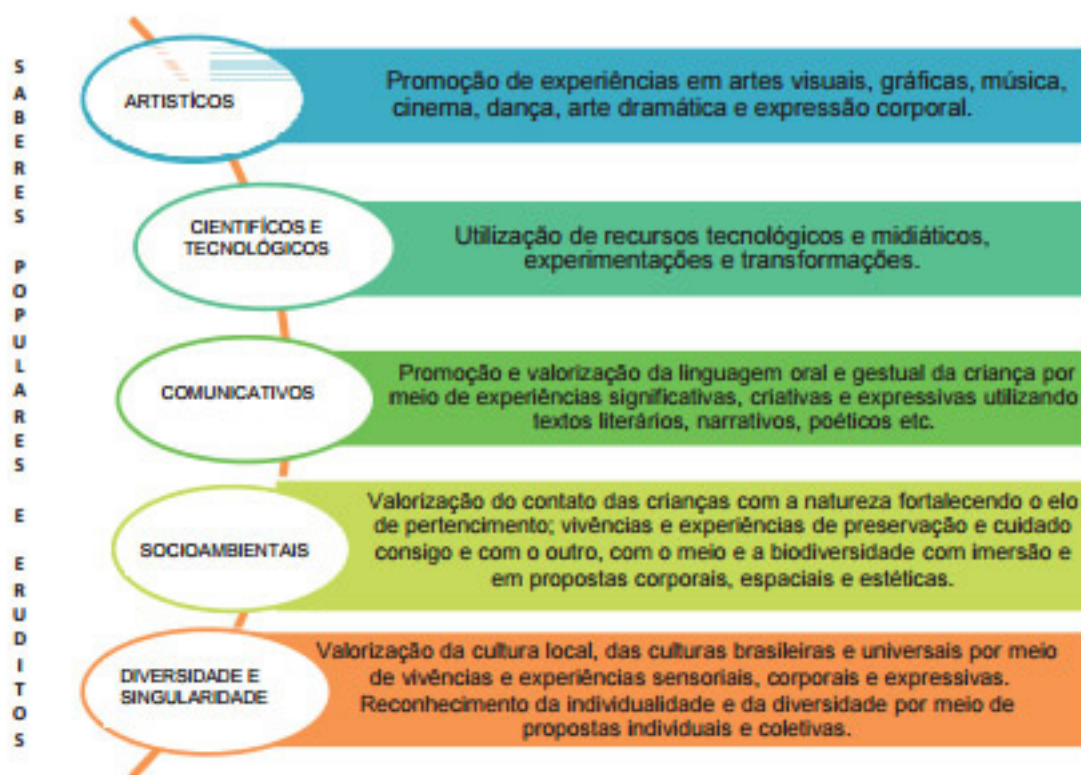 SABERES POPULARES E ERUDITOS
ARTISTÍCOS
Promoção de experiências em artes visuais, gráficas, música,
cinema, dança, arte dramática e expressão corporal.
CIENTIFÍCOS E
TECNOLÓGICOS
Utilização de recursos tecnológicos e midiáticos,
experimentações e transformações.
COMUNICATIVOS
Promoção e valorização da linguagem oral e gestual da criança por
meio de experiências significativas, criativas e expressivas utilizando
textos literários, narrativos, poéticos etc.
SOCIOAMBIENTAIS
Valorização do contato das crianças com a natureza fortalecendo o elo
de pertencimento; vivências e experiências de preservação e cuidado
consigo e com o outro, com o meio e a biodiversidade com imersão e
em propostas corporais, espaciais e estéticas.
DIVERSIDADE E
SINGULARIDADE
Valorização da cultura local, das culturas brasileiras e universais por meio
de vivências e experiências sensoriais, corporais e expressivas.
Reconhecimento da individualidade e da diversidade por meio de
propostas individuais e coletivas.